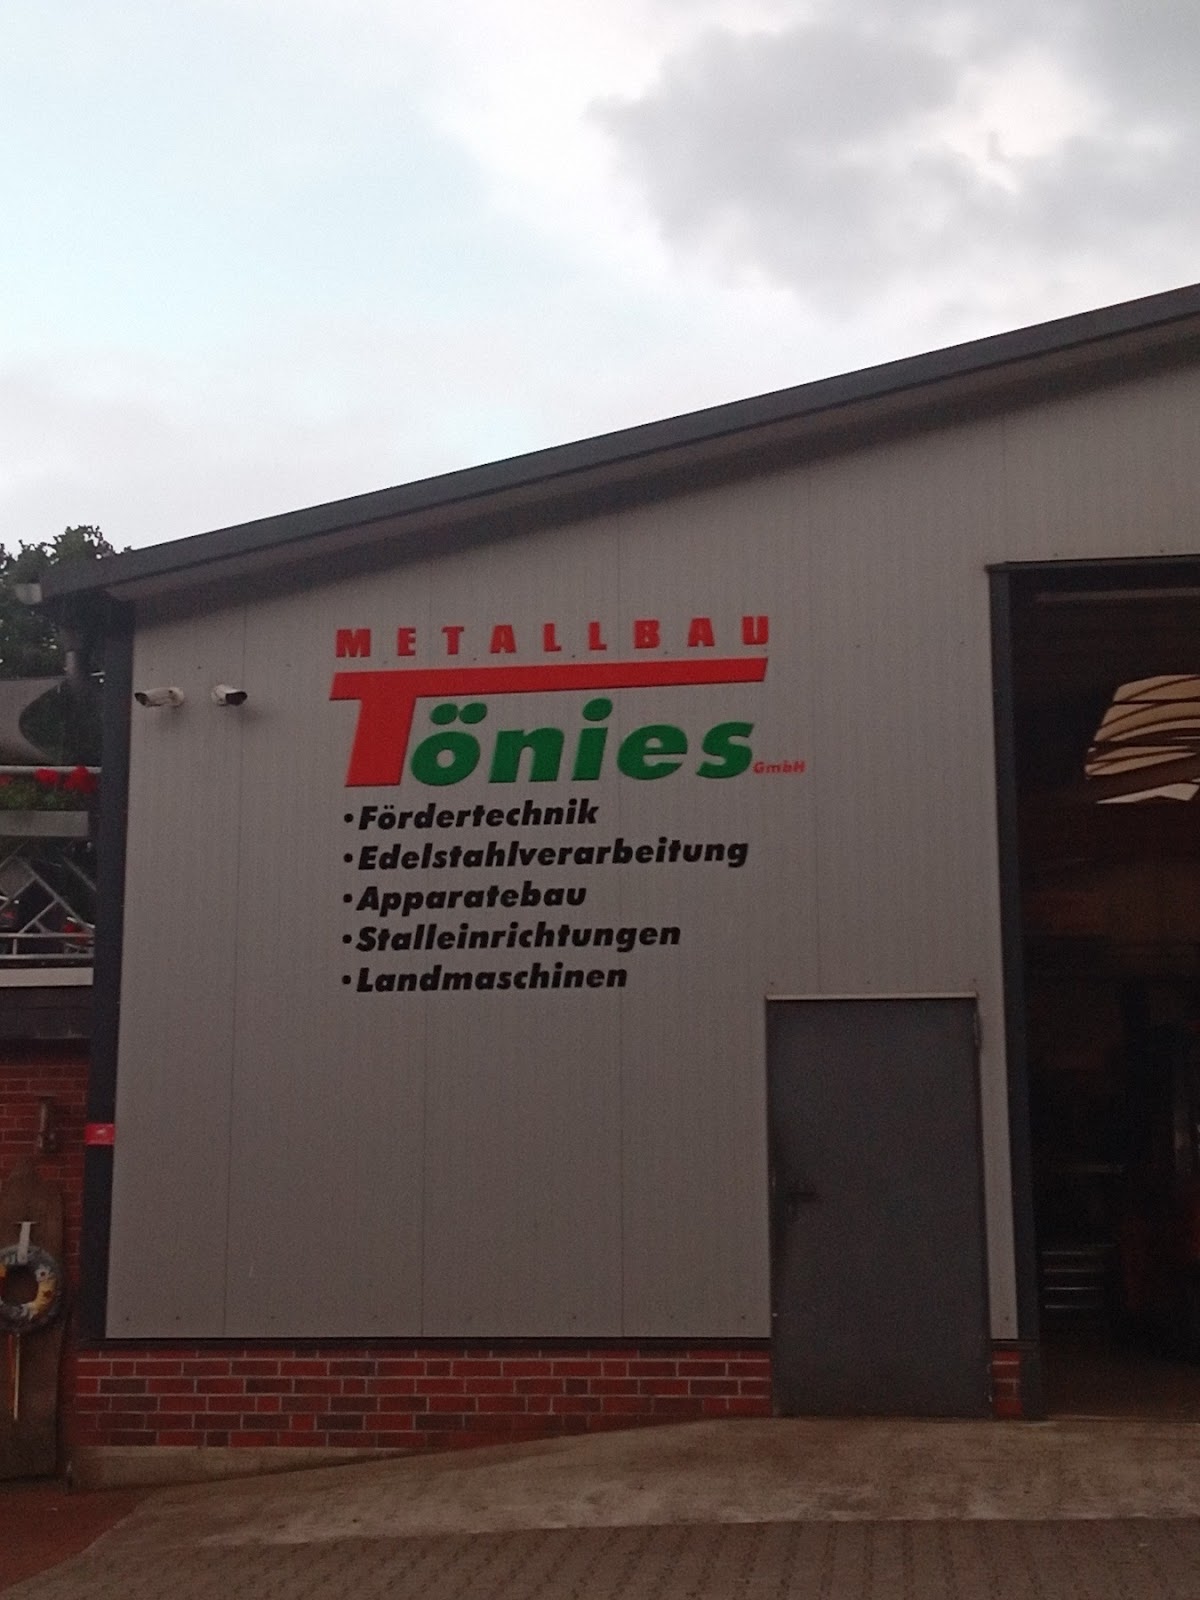 METALLBAU
Tönies GmbH
• Fördertechnik
• Edelstahlverarbeitung
• Apparatebau
• Stalleinrichtungen
• Landmaschinen